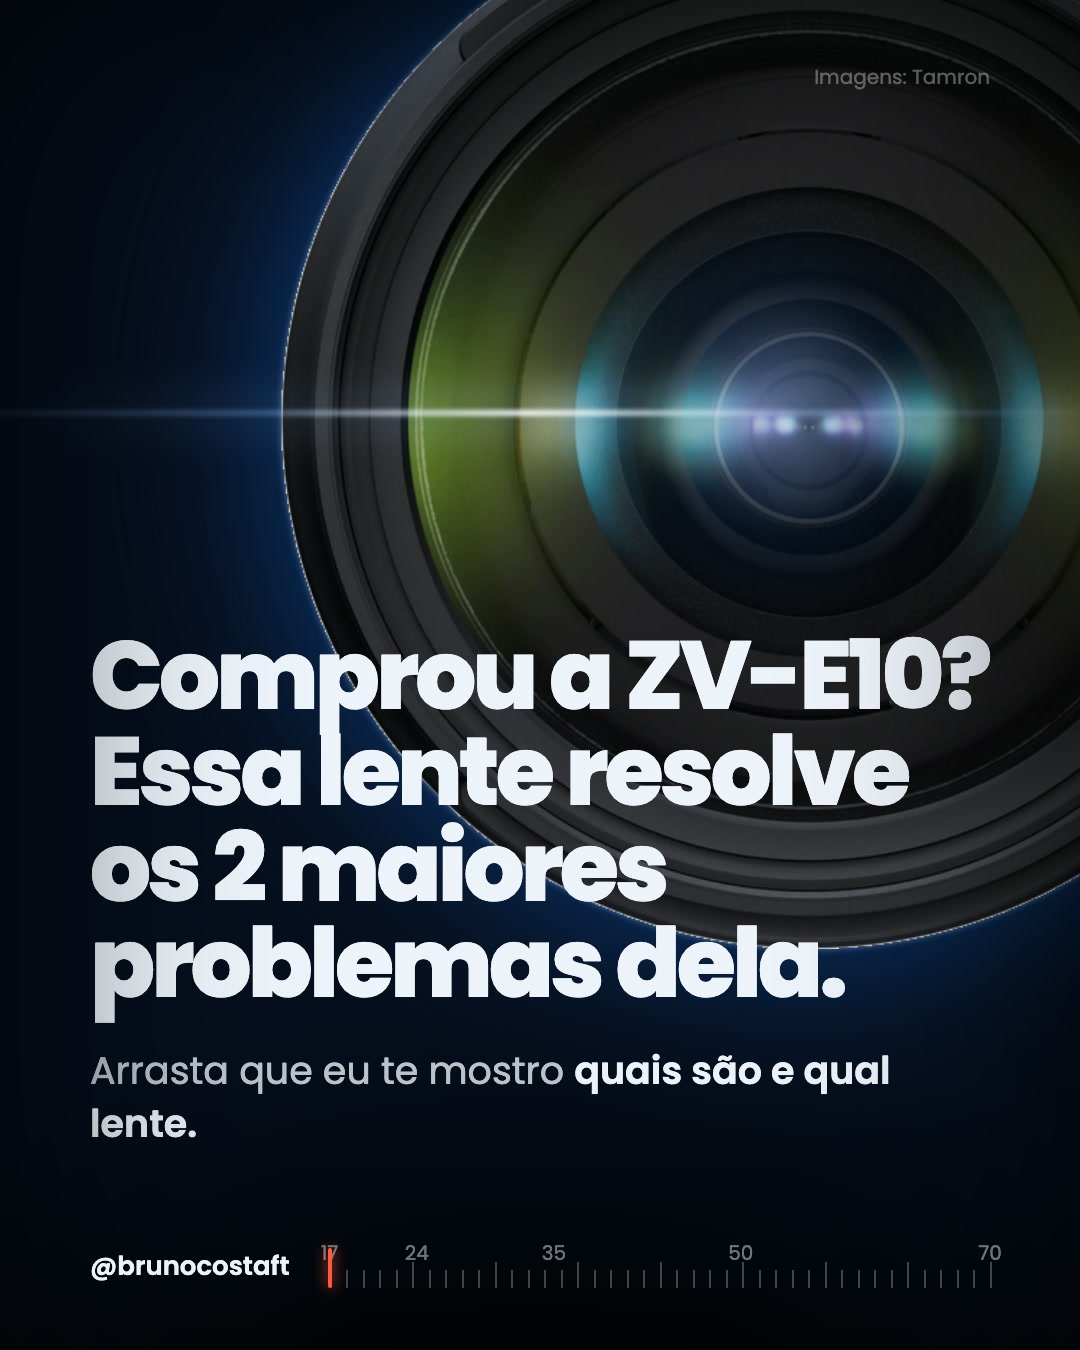 Imagens: Tamron
Comprou a ZV-E10?
Essa lente resolve
os 2 maiores
problemas dela.
Arrasta que eu te mostro quais são e qual
lente.
@brunocostaft
17 24 35 50 70